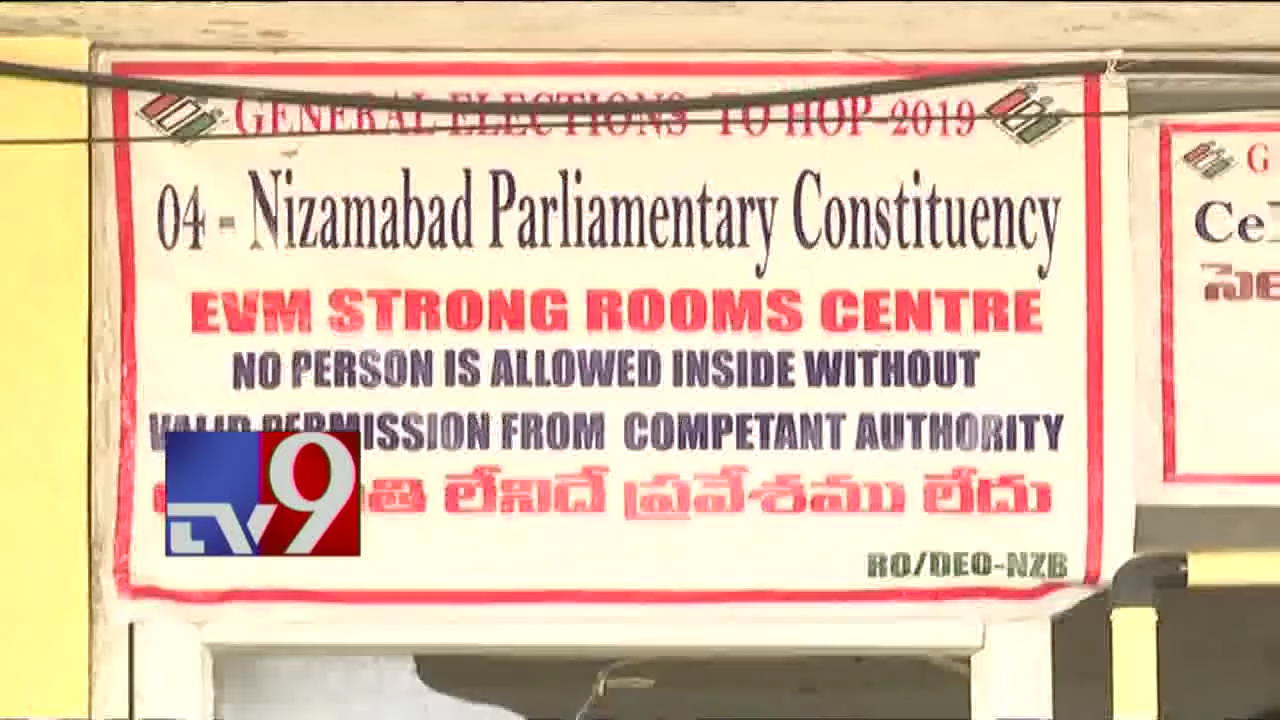 GENERAL ELECTIONS TO HOP-2019
04 - Nizamabad Parliamentary Constituency
EVM STRONG ROOMS CENTRE
NO PERSON IS ALLOWED INSIDE WITHOUT
VALID PERMISSION FROM COMPETANT AUTHORITY
లేనిదే ప్రవేశము లేదు
RO/DEO-NZB
TV9
G
Cel
సెల